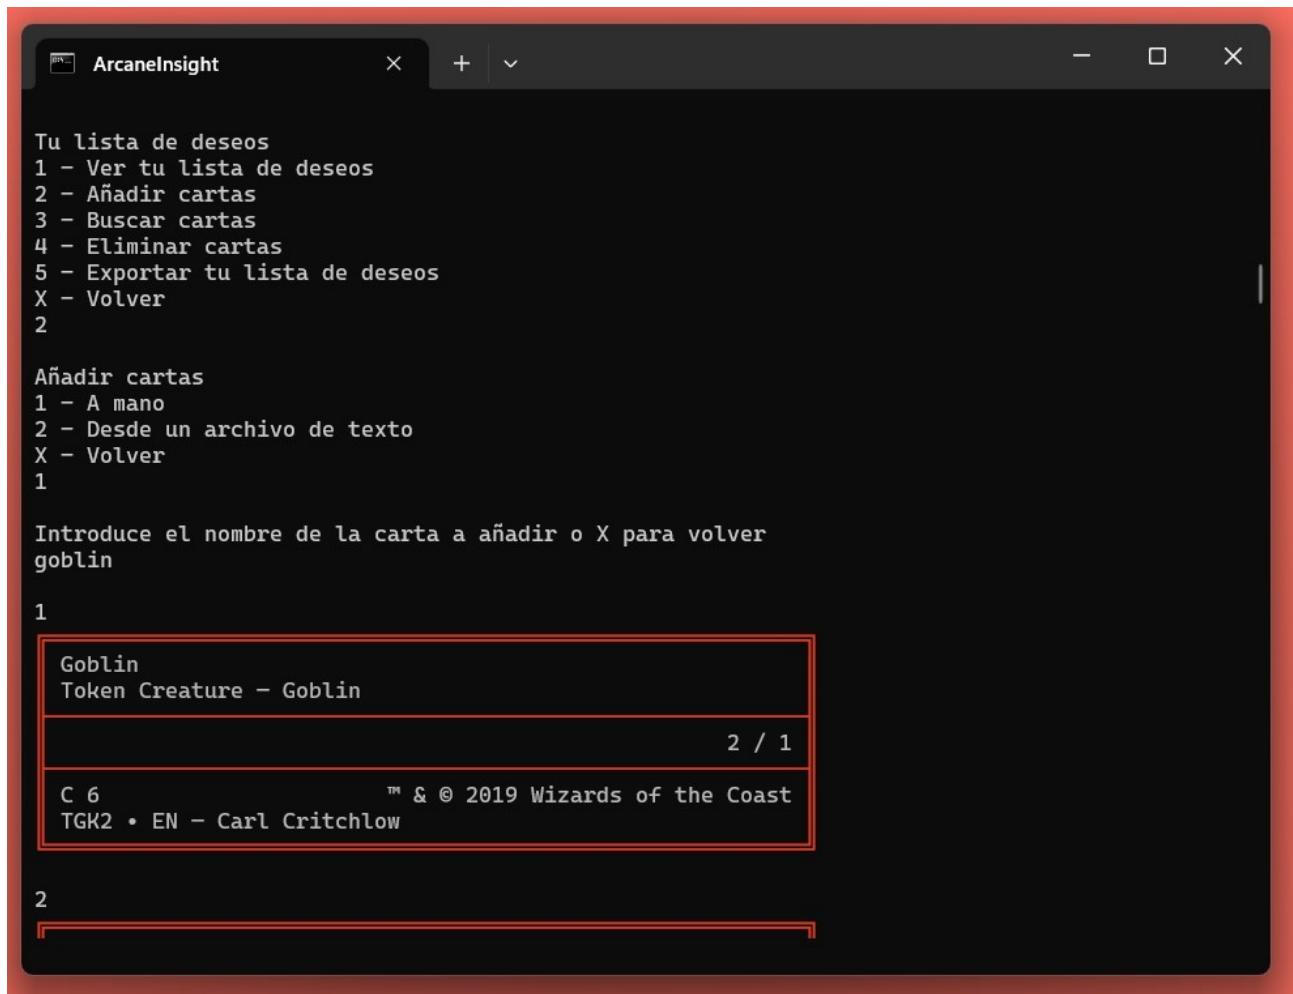 ArcaneInsight
Tu lista de deseos
1 – Ver tu lista de deseos
2 – Añadir cartas
3 – Buscar cartas
4 – Eliminar cartas
5 – Exportar tu lista de deseos
X – Volver
2
Añadir cartas
1 – A mano
2 – Desde un archivo de texto
X – Volver
1
Introduce el nombre de la carta a añadir o X para volver
goblin
1
Goblin
Token Creature – Goblin
2 / 1
C 6 ™ & © 2019 Wizards of the Coast
TGK2 • EN – Carl Critchlow
2